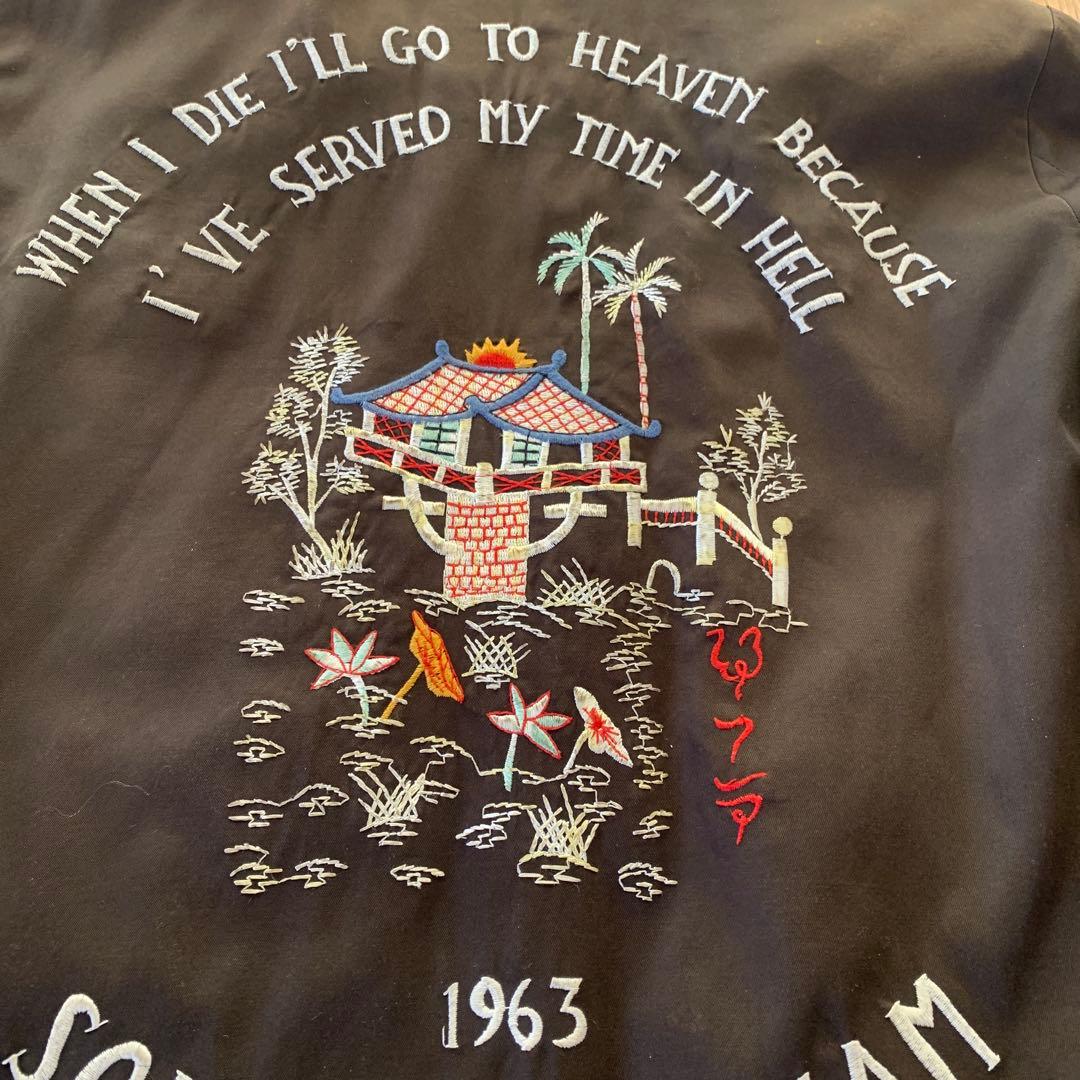 WHEN I DIE I'LL GO TO HEAVEN BECAUSE
I'VE SERVED MY TIME IN HELL
1963